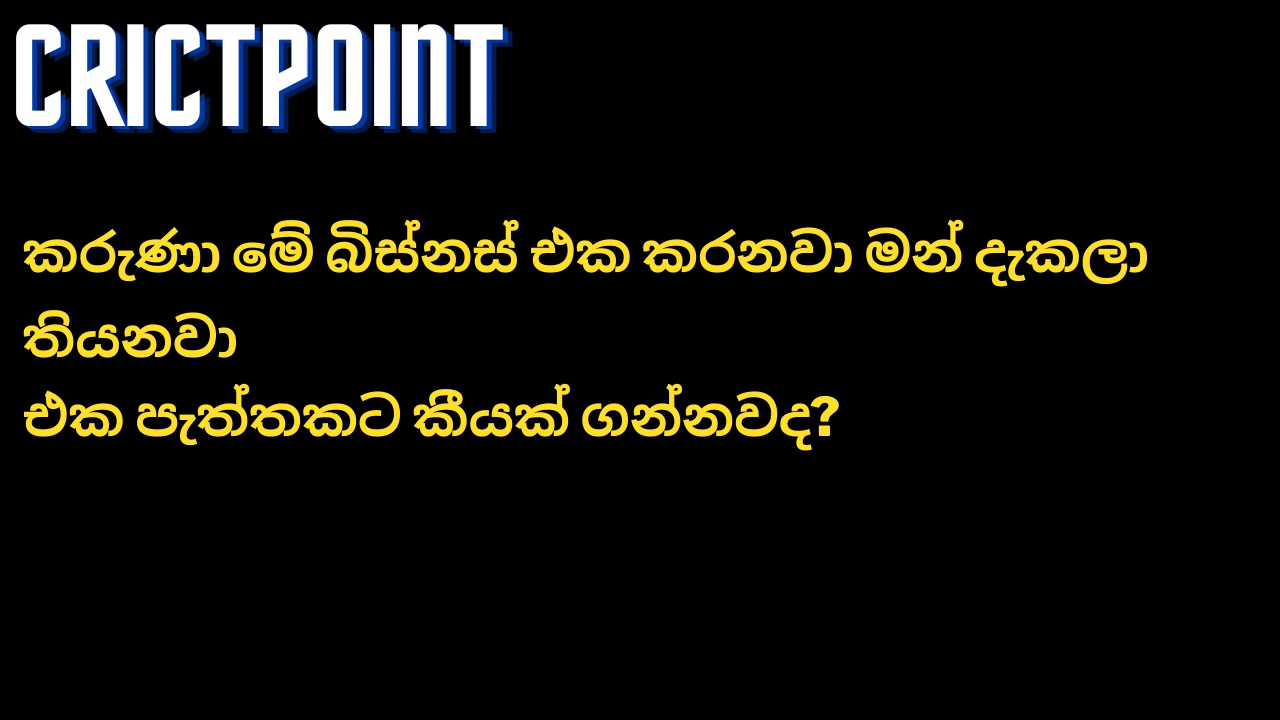 CRICTPOINT
කරුණා මේ බිස්නස් එක කරනවා මන් දැකලා
තියනවා
එක පැත්තකට කීයක් ගන්නවද?